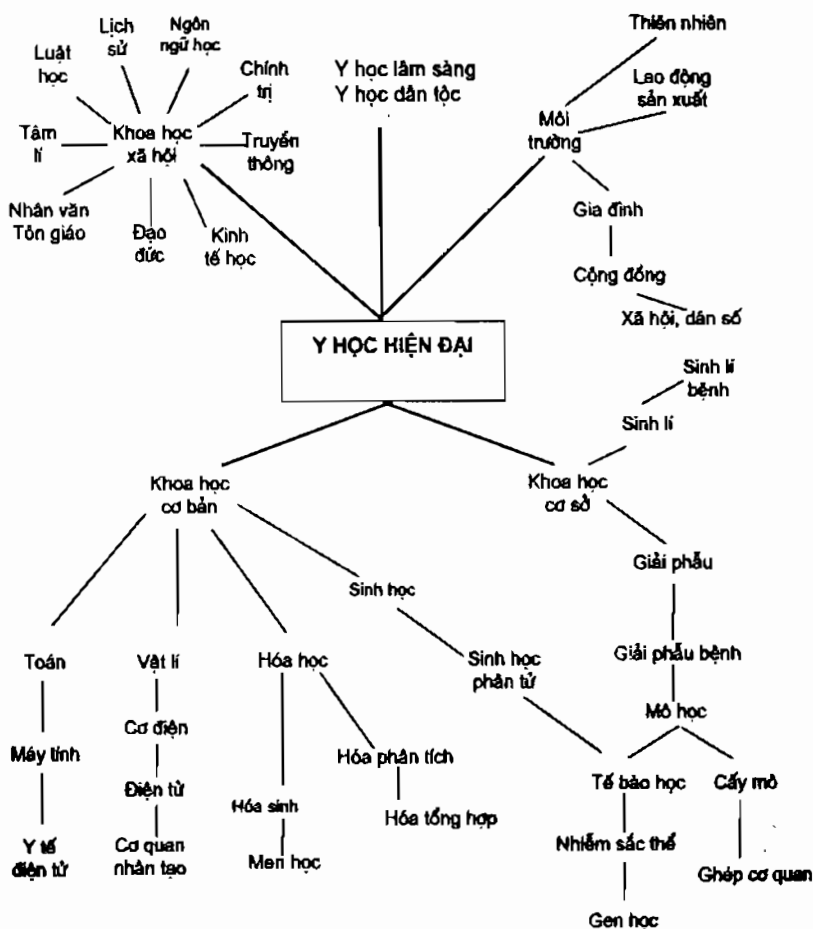 Lịch
sử
Ngôn
ngữ học
Luật
học
Chính
trị
Tâm
lí
Khoa học
xã hội
Truyền
thông
Nhân văn
Tôn giáo
Đạo
đức
Kinh
tế học
Y học lâm sàng
Y học dân tộc
Thiên nhiên
Lao động
sản xuất
Môi
trường
Gia đình
Cộng đồng
Xã hội, dân số
Y HỌC HIỆN ĐẠI
Sinh lí
bệnh
Sinh lí
Khoa học
cơ bản
Khoa học
cơ sở
Giải phẫu
Sinh học
Toán
Vật lí
Hóa học
Sinh học
phân tử
Giải phẫu bệnh
Mô học
Cơ điện
Máy tính
Hóa phân tích
Tế bào học
Cấy mô
Điện tử
Hóa sinh
Hóa tổng hợp
Y tế
điện tử
Cơ quan
nhân tạo
Men học
Nhiễm sắc thể
Ghép cơ quan
Gen học